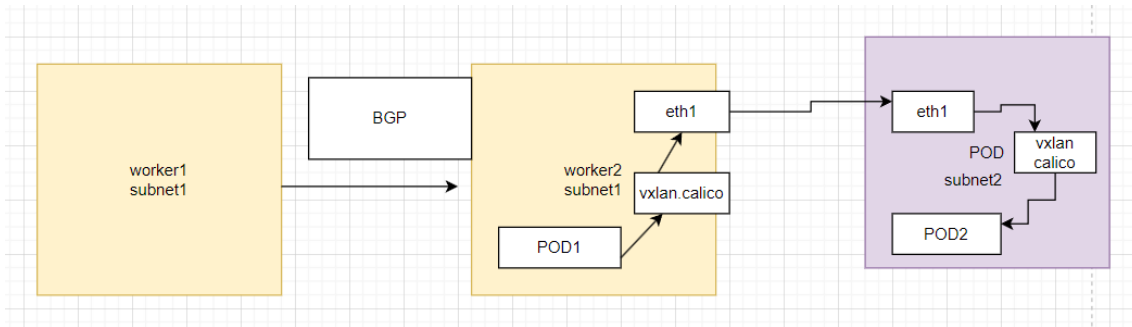 worker1
subnet1
BGP
worker2
subnet1
eth1
vxlan.calico
POD1
eth1
POD
subnet2
vxlan
calico
POD2